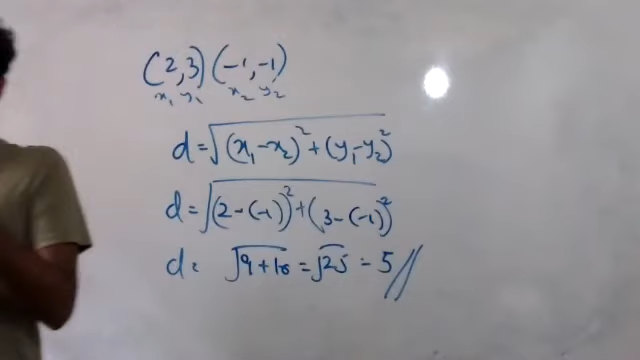 (2,3) (-1,-1)
x₁ y₁ x₂ y₂
d=√(x₁-x₂)²+(y₁-y₂)²
d=√(2-(-1))²+(3-(-1)²
d= √9+16 = √25 = 5//